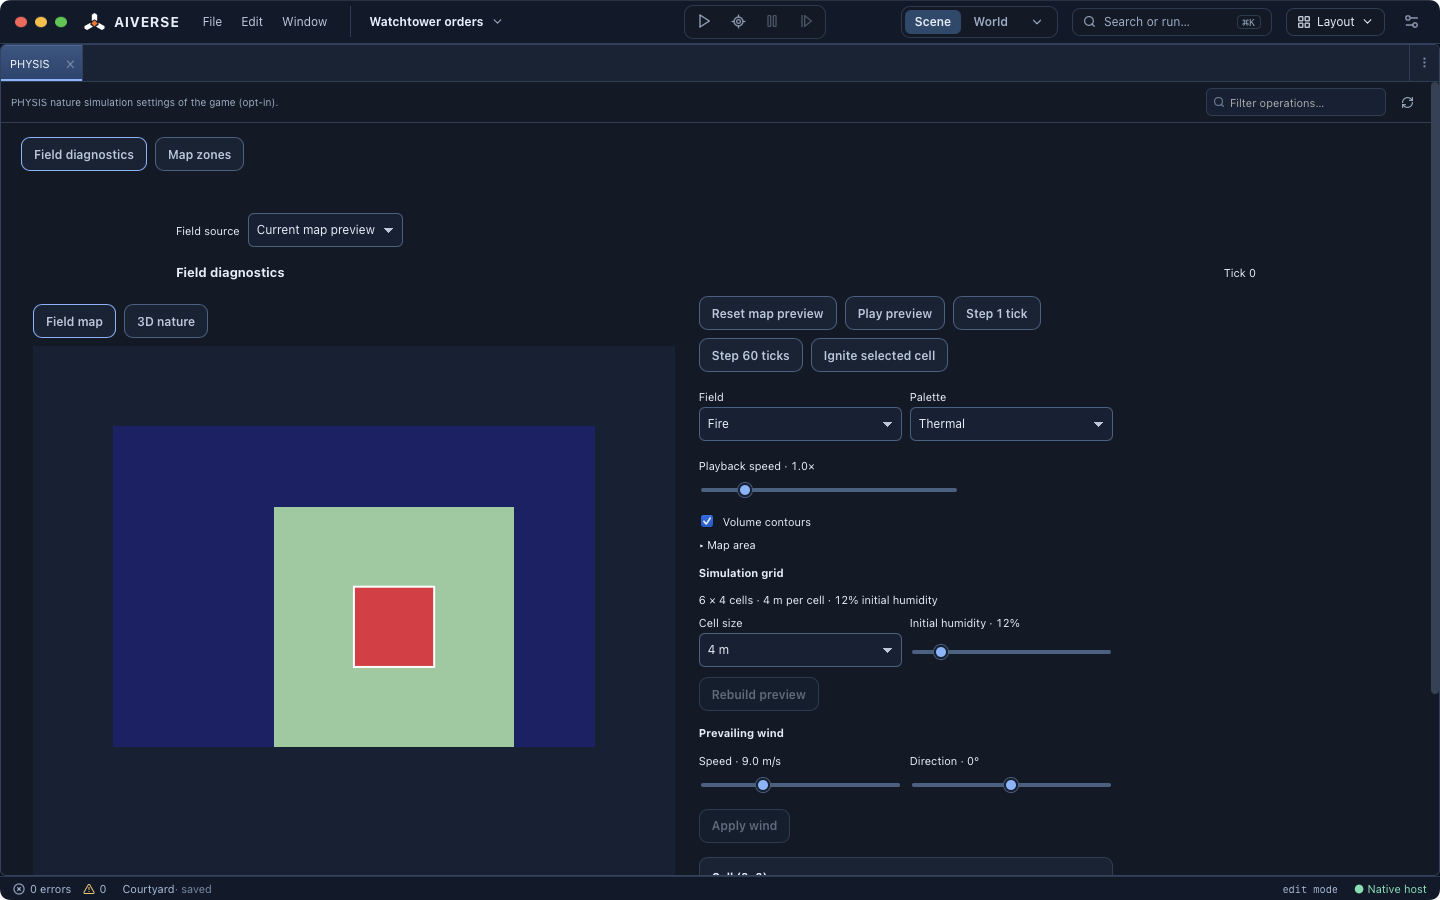 AIVERSE File Edit Window Watchtower orders Scene World Search or run... ⌘K Layout
PHYSIS
PHYSIS nature simulation settings of the game (opt-in). Filter operations...
Field diagnostics Map zones
Field source Current map preview
Field diagnostics Tick 0
Field map 3D nature
Reset map preview Play preview Step 1 tick
Step 60 ticks Ignite selected cell
Field Palette
Fire Thermal
Playback speed · 1.0×
Volume contours
Map area
Simulation grid
6 × 4 cells · 4 m per cell · 12% initial humidity
Cell size Initial humidity · 12%
4 m
Rebuild preview
Prevailing wind
Speed · 9.0 m/s Direction · 0°
Apply wind
0 errors 0 Courtyard · saved edit mode Native host